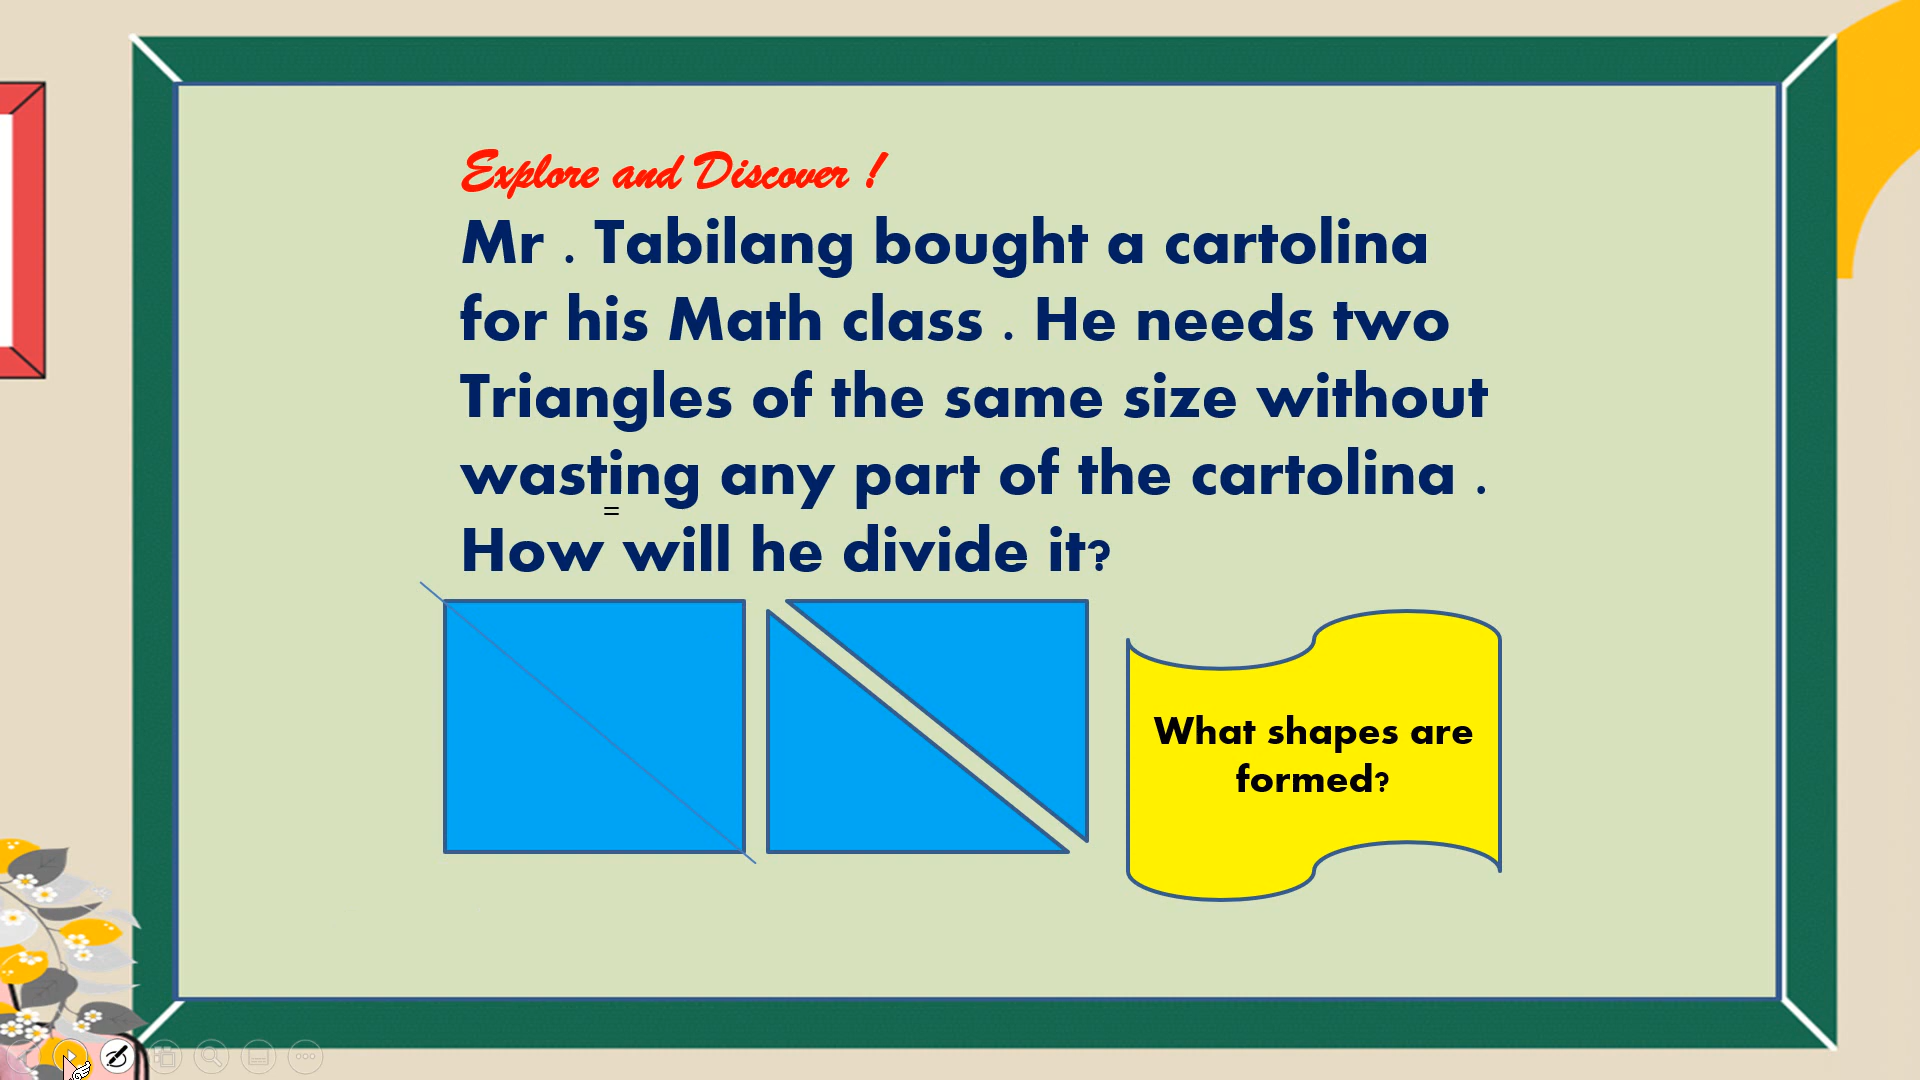 Explore and Discover !
Mr . Tabilang bought a cartolina
for his Math class . He needs two
Triangles of the same size without
wasting any part of the cartolina .
=
How will he divide it?
What shapes are
formed?